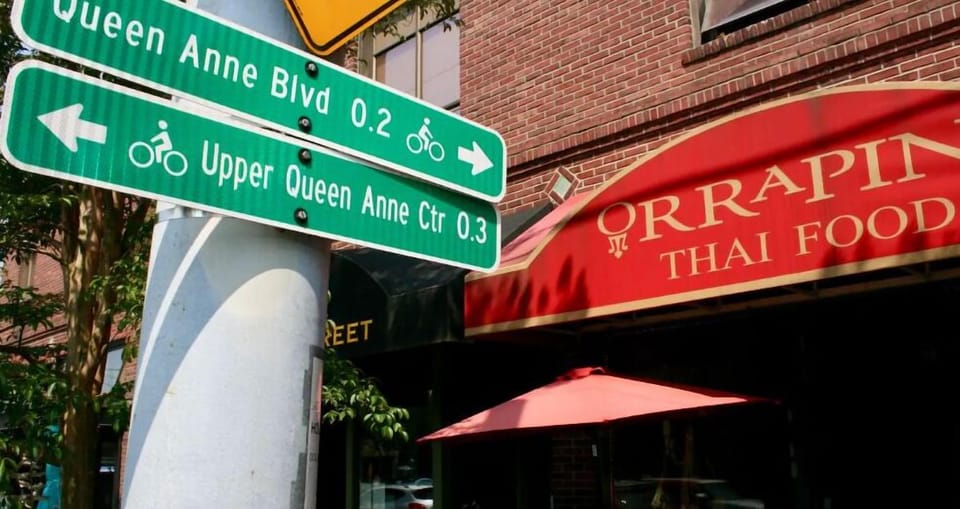 Queen Anne Blvd 0.2
Upper Queen Anne Ctr 0.3
ORRAPIN
THAI FOOD
REET